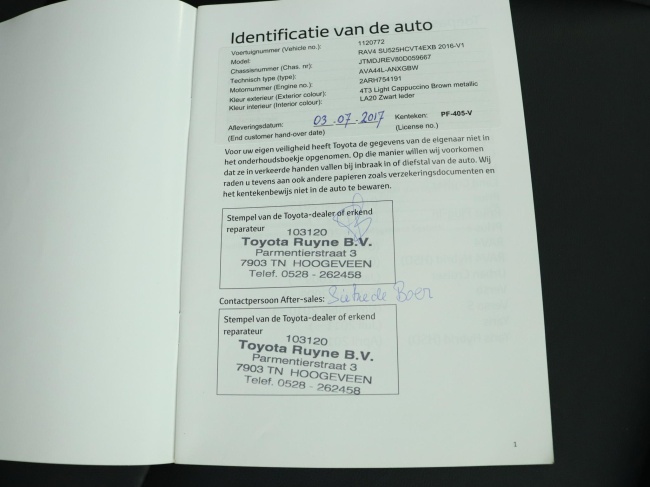 Identificatie van de auto
Voertuignummer (Vehicle no.): 1120772
Model: RAV4 SU525HCVT4EXB 2016-V1
Chassisnummer (Chas. nr): JTMDJREV80D059667
Technisch type (type): AVA44L-ANXGBW
Motornummer (Engine no.): 2ARH754191
Kleur exterieur (Exterior colour): 4T3 Light Cappuccino Brown metallic
Kleur interieur (Interior colour): LA20 Zwart leder
Afleveringsdatum: 03.07.2017 Kenteken: PF-405-V
(End customer hand-over date) (License no.)
Voor uw eigen veiligheid heeft Toyota de gegevens van de eigenaar niet in
het onderhoudsboekje opgenomen. Op die manier willen wij voorkomen
dat ze in verkeerde handen vallen bij inbraak in of diefstal van de auto. Wij
raden u tevens aan ook andere papieren zoals verzekeringsdocumenten en
het kentekenbewijs niet in de auto te bewaren.
Stempel van de Toyota-dealer of erkend
reparateur
103120
Toyota Ruyne B.V.
Parmentierstraat 3
7903 TN HOOGEVEEN
Telef. 0528 - 262458
Contactpersoon After-sales: Sietze de Boer
Stempel van de Toyota-dealer of erkend
reparateur
103120
Toyota Ruyne B.V.
Parmentierstraat 3
7903 TN HOOGEVEEN
Telef. 0528 - 262458
1